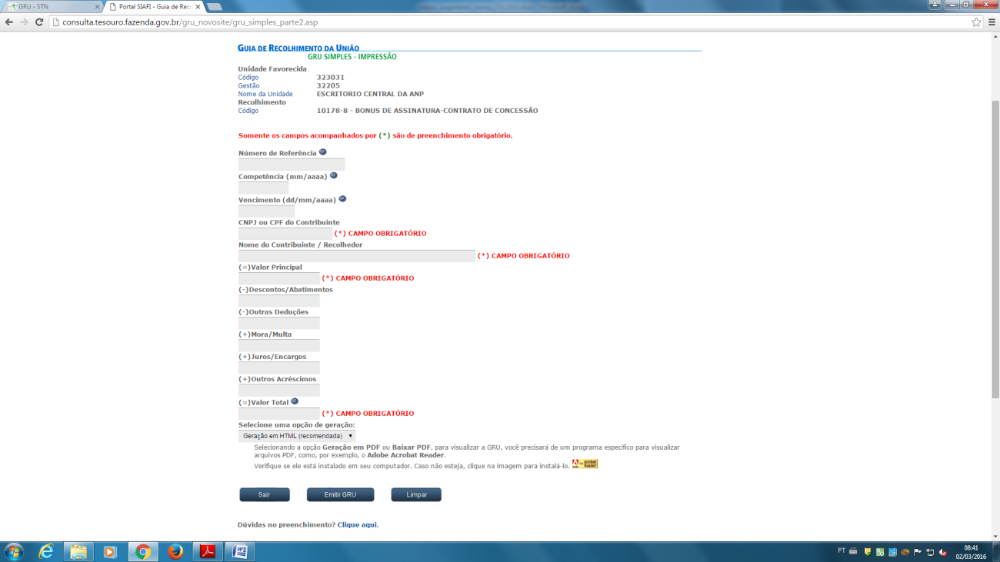 GRU - STN
Portal SIAFI - Guia de Rec
consulta.tesouro.fazenda.gov.br/gru_novosite/gru_simples_parte2.asp
GUIA DE RECOLHIMENTO DA UNIÃO
GRU SIMPLES - IMPRESSÃO
Unidade Favorecida
Código 323031
Gestão 32205
Nome da Unidade ESCRITORIO CENTRAL DA ANP
Recolhimento
Código 10178-8 - BONUS DE ASSINATURA-CONTRATO DE CONCESSÃO
Somente os campos acompanhados por (*) são de preenchimento obrigatório.
Número de Referência
Competência (mm/aaaa)
Vencimento (dd/mm/aaaa)
CNPJ ou CPF do Contribuinte
(*) CAMPO OBRIGATÓRIO
Nome do Contribuinte / Recolhedor
(*) CAMPO OBRIGATÓRIO
(=)Valor Principal
(*) CAMPO OBRIGATÓRIO
(-)Descontos/Abatimentos
(-)Outras Deduções
(+)Mora/Multa
(+)Juros/Encargos
(+)Outros Acréscimos
(=)Valor Total
(*) CAMPO OBRIGATÓRIO
Selecione uma opção de geração:
Geração em HTML (recomendada)
Selecionando a opção Geração em PDF ou Baixar PDF, para visualizar a GRU, você precisará de um programa específico para visualizar
arquivos PDF, como, por exemplo, o Adobe Acrobat Reader.
Verifique se ele está instalado em seu computador. Caso não esteja, clique na imagem para instalá-lo.
Sair Emitir GRU Limpar
Dúvidas no preenchimento? Clique aqui.
PT 08:41
02/03/2016